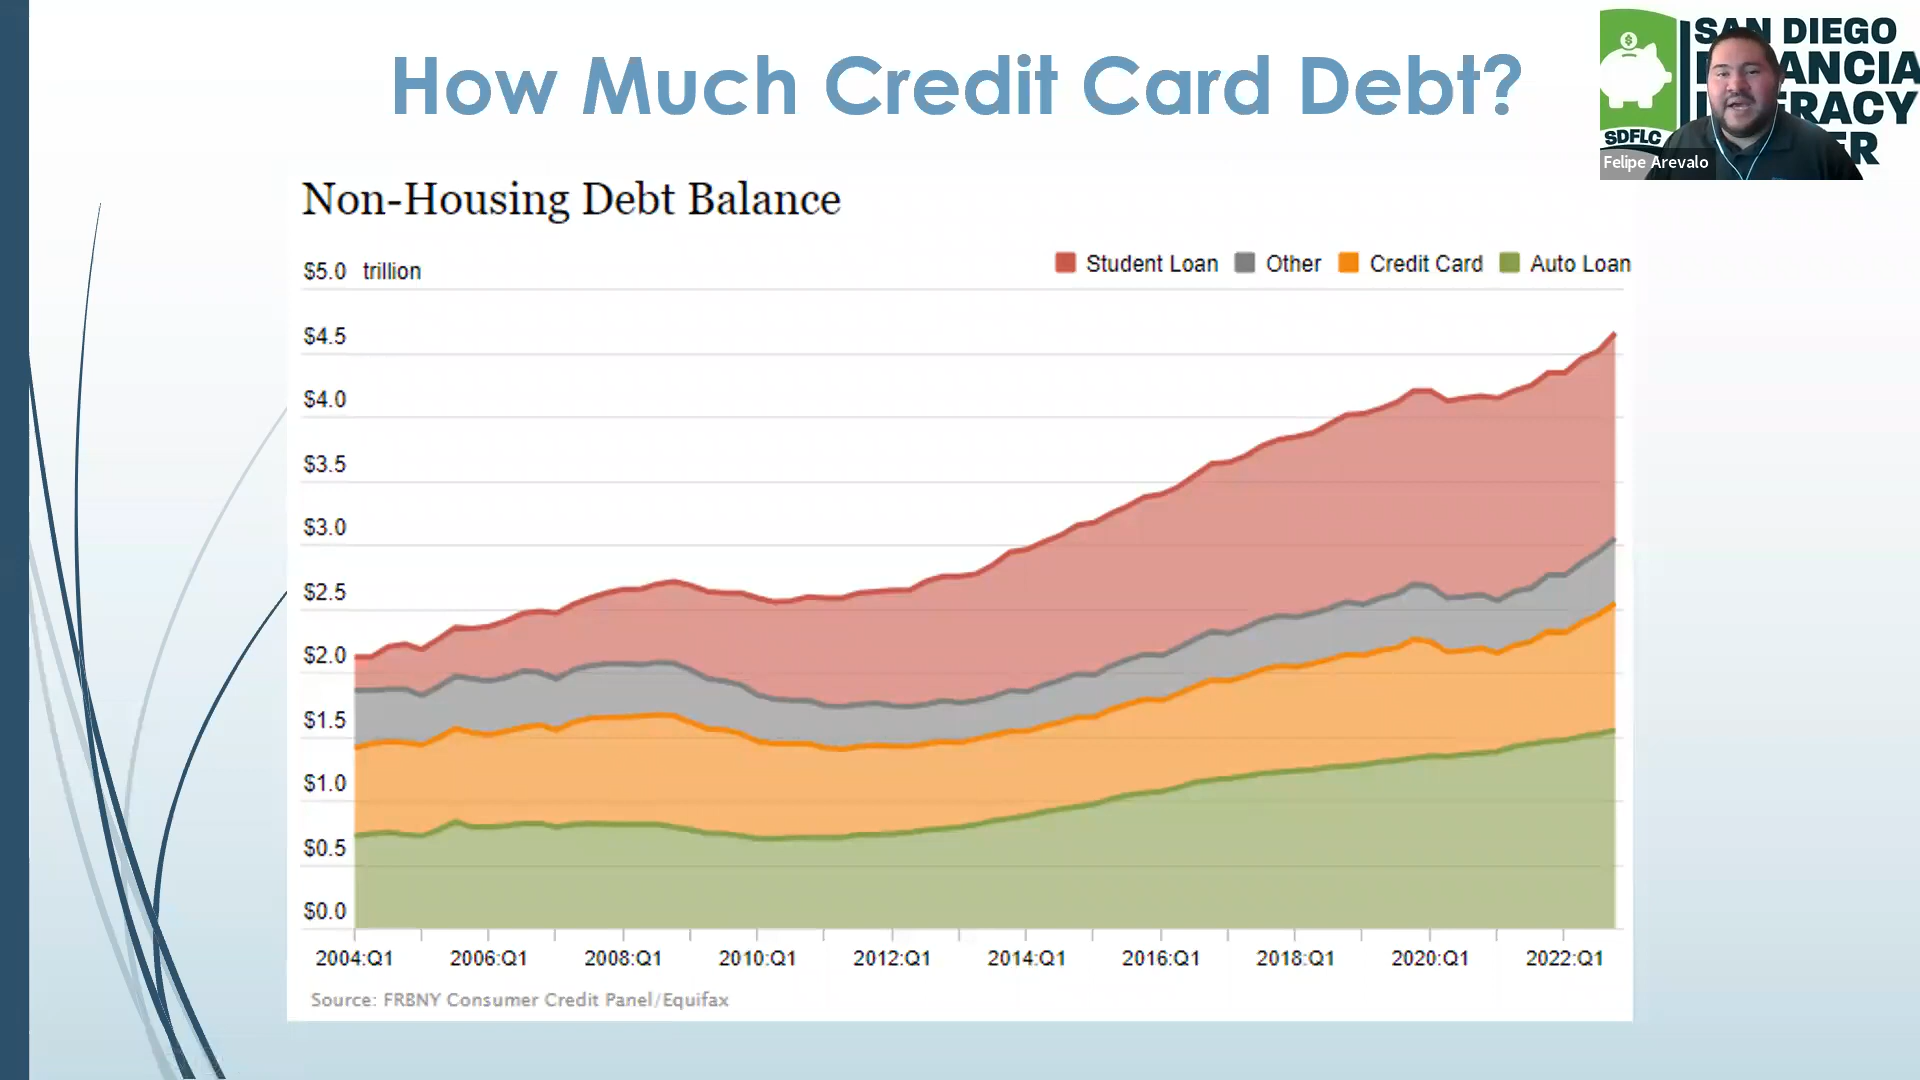 How Much Credit Card Debt?
SAN DIEGO
SDFLC
Felipe Arevalo
Non-Housing Debt Balance
$5.0 trillion
Student Loan Other Credit Card Auto Loan
$4.5
$4.0
$3.5
$3.0
$2.5
$2.0
$1.5
$1.0
$0.5
$0.0
2004:Q1 2006:Q1 2008:Q1 2010:Q1 2012:Q1 2014:Q1 2016:Q1 2018:Q1 2020:Q1 2022:Q1
Source: FRBNY Consumer Credit Panel/Equifax